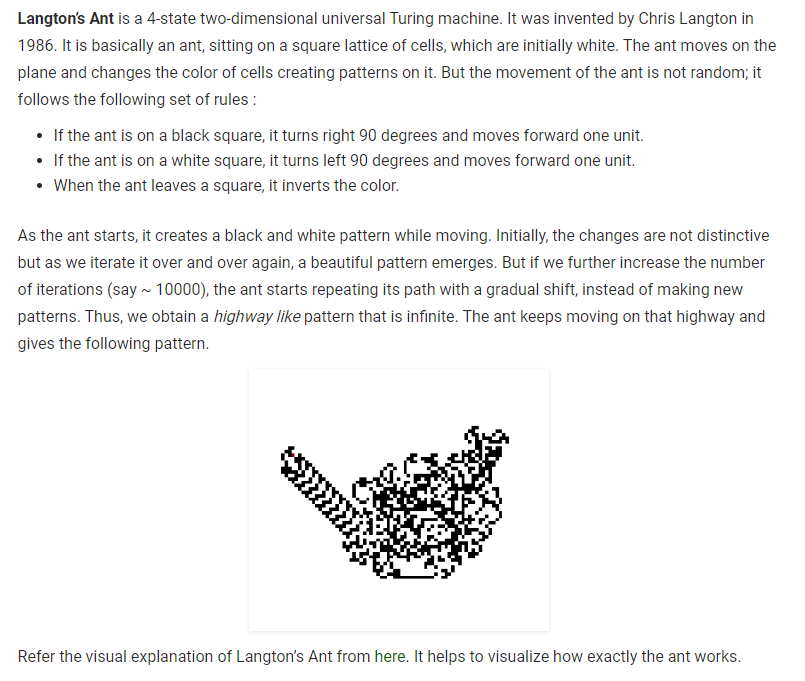 Langton's Ant is a 4-state two-dimensional universal Turing machine. It was invented by Chris Langton in
1986. It is basically an ant, sitting on a square lattice of cells, which are initially white. The ant moves on the
plane and changes the color of cells creating patterns on it. But the movement of the ant is not random; it
follows the following set of rules :
• If the ant is on a black square, it turns right 90 degrees and moves forward one unit.
• If the ant is on a white square, it turns left 90 degrees and moves forward one unit.
• When the ant leaves a square, it inverts the color.
As the ant starts, it creates a black and white pattern while moving. Initially, the changes are not distinctive
but as we iterate it over and over again, a beautiful pattern emerges. But if we further increase the number
of iterations (say ~ 10000), the ant starts repeating its path with a gradual shift, instead of making new
patterns. Thus, we obtain a highway like pattern that is infinite. The ant keeps moving on that highway and
gives the following pattern.
Refer the visual explanation of Langton's Ant from here. It helps to visualize how exactly the ant works.